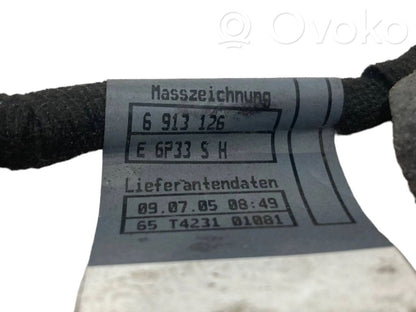 Ovoko
Masszeichnung
6 913 126
E 6P33 S H
Lieferantendaten
09.07.05 08:49
65 T4231 01081